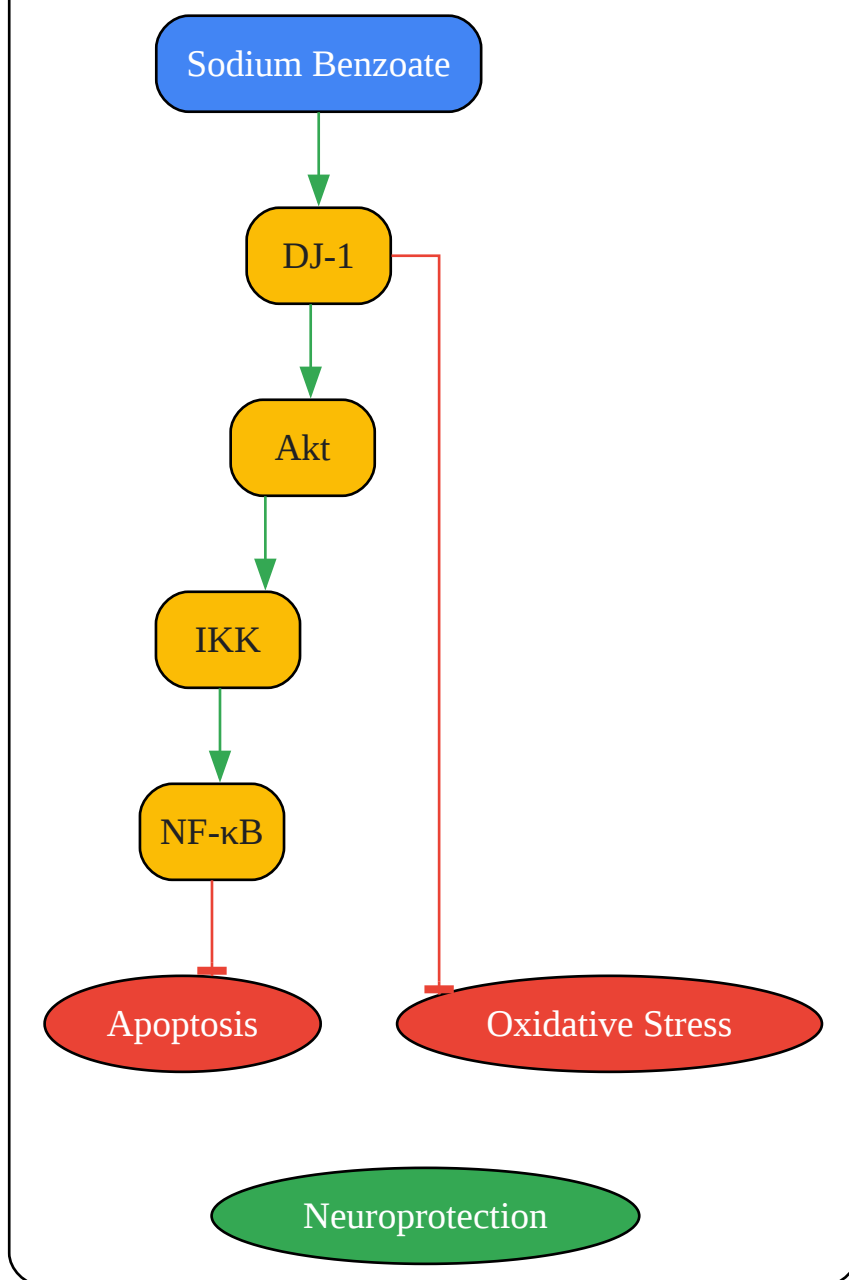 Sodium Benzoate
DJ-1
Akt
IKK
NF-κB
Apoptosis
Oxidative Stress
Neuroprotection